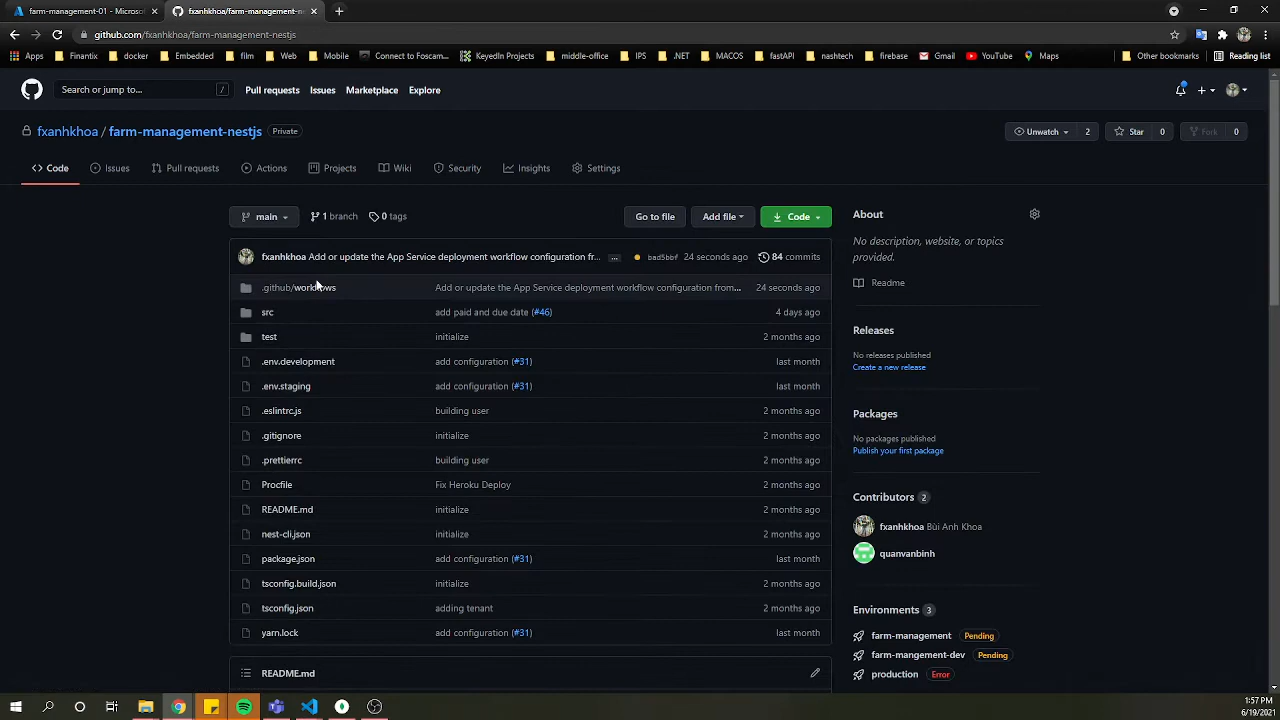 farm-management-01 - Microsoft
fxanhkhoa/farm-management-nes
github.com/fxanhkhoa/farm-management-nestjs
Apps Finantix docker Embedded film Web Mobile Connect to Foscam... KeyedIn Projects middle-office IPS .NET MACOS fastAPI nashtech firebase Gmail YouTube Maps Other bookmarks Reading list
Search or jump to... / Pull requests Issues Marketplace Explore
fxanhkhoa / farm-management-nestjs Private Unwatch 2 Star 0 Fork 0
Code Issues Pull requests Actions Projects Wiki Security Insights Settings
main 1 branch 0 tags Go to file Add file Code
fxanhkhoa Add or update the App Service deployment workflow configuration fr... ... bad5bbf 24 seconds ago 84 commits
.github/workflows Add or update the App Service deployment workflow configuration from... 24 seconds ago
src add paid and due date (#46) 4 days ago
test initialize 2 months ago
.env.development add configuration (#31) last month
.env.staging add configuration (#31) last month
.eslintrc.js building user 2 months ago
.gitignore initialize 2 months ago
.prettierrc building user 2 months ago
Procfile Fix Heroku Deploy 2 months ago
README.md initialize 2 months ago
nest-cli.json initialize 2 months ago
package.json add configuration (#31) last month
tsconfig.build.json initialize 2 months ago
tsconfig.json adding tenant 2 months ago
yarn.lock add configuration (#31) last month
README.md
About
No description, website, or topics
provided.
Readme
Releases
No releases published
Create a new release
Packages
No packages published
Publish your first package
Contributors 2
fxanhkhoa Bùi Anh Khoa
quanvanbinh
Environments 3
farm-management Pending
farm-mangement-dev Pending
production Error
1:57 PM
6/19/2021